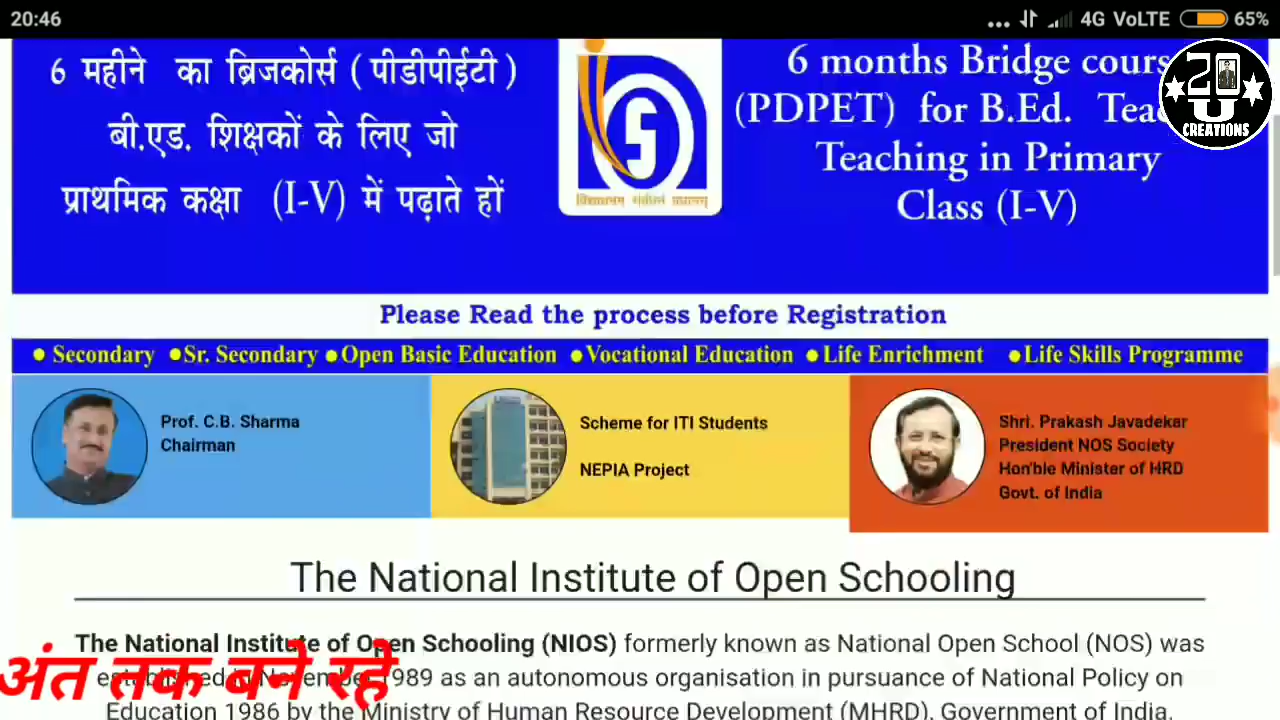 20:46
4G VoLTE 65%
6 महीने का ब्रिजकोर्स ( पीडीपीईटी )
बी.एड. शिक्षकों के लिए जो
प्राथमिक कक्षा (I-V) में पढ़ाते हों
6 months Bridge cours
(PDPET) for B.Ed. Tea
Teaching in Primary
Class (I-V)
20
U
CREATIONS
Please Read the process before Registration
● Secondary ●Sr. Secondary ●Open Basic Education ●Vocational Education ●Life Enrichment ●Life Skills Programme
Prof. C.B. Sharma
Chairman
Scheme for ITI Students
NEPIA Project
Shri. Prakash Javadekar
President NOS Society
Hon'ble Minister of HRD
Govt. of India
The National Institute of Open Schooling
The National Institute of Open Schooling (NIOS) formerly known as National Open School (NOS) was
established in November 1989 as an autonomous organisation in pursuance of National Policy on
Education 1986 by the Ministry of Human Resource Development (MHRD), Government of India.
अंत तक बने रहे